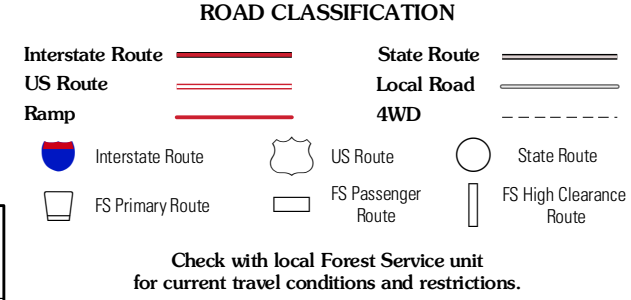 ROAD CLASSIFICATION
Interstate Route
State Route
US Route
Local Road
Ramp
4WD
Interstate Route
US Route
State Route
FS Primary Route
FS Passenger
Route
FS High Clearance
Route
Check with local Forest Service unit
for current travel conditions and restrictions.